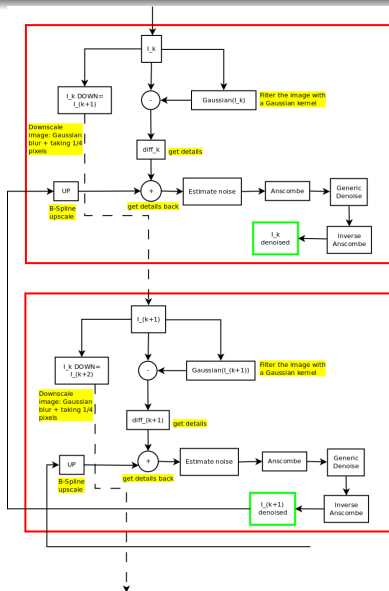 I_k
I_k DOWN=
I_(k+1)
-
Gaussian(I_k)
Filter the image with
a Gaussian kernel
Downscale
image: Gaussian
blur + taking 1/4
pixels
diff_k
get details
UP
+
Estimate noise
Anscombe
Generic
Denoise
B-Spline
upscale
get details back
I_k
denoised
Inverse
Anscombe
I_(k+1)
I_k DOWN=
I_(k+2)
-
Gaussian(I_(k+1))
Filter the image with
a Gaussian kernel
Downscale
image: Gaussian
blur + taking 1/4
pixels
diff_(k+1)
get details
UP
+
Estimate noise
Anscombe
Generic
Denoise
B-Spline
upscale
get details back
I_(k+1)
denoised
Inverse
Anscombe